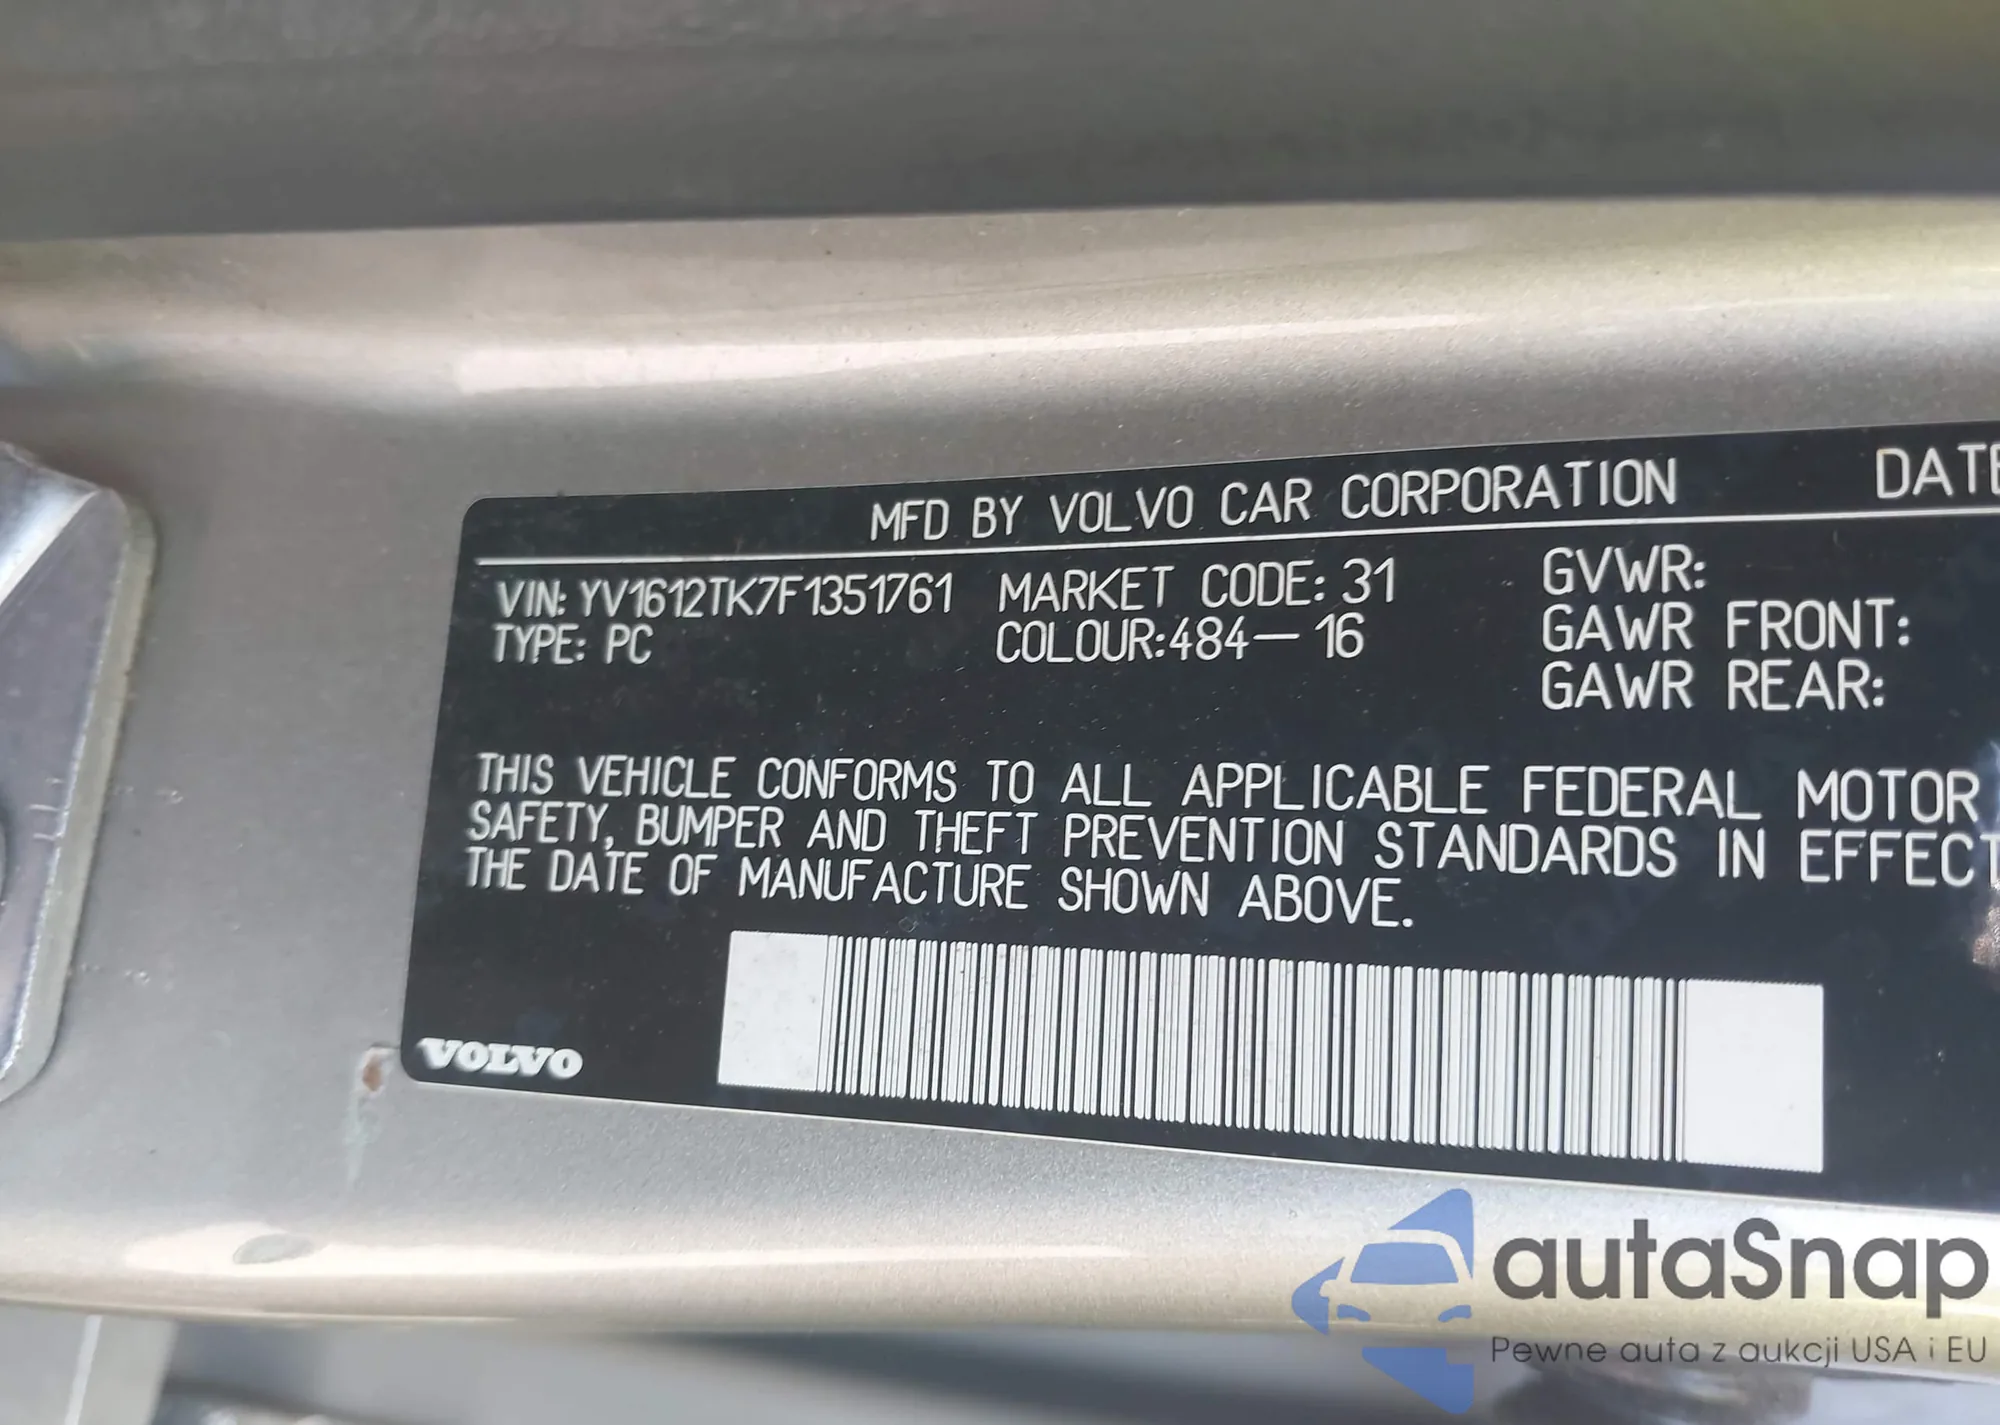 MFD BY VOLVO CAR CORPORATION DATE
VIN: YV1612TK7F1351761 MARKET CODE: 31 GVWR:
TYPE: PC COLOUR:484—16 GAWR FRONT:
GAWR REAR:
THIS VEHICLE CONFORMS TO ALL APPLICABLE FEDERAL MOTOR
SAFETY, BUMPER AND THEFT PREVENTION STANDARDS IN EFFECT
THE DATE OF MANUFACTURE SHOWN ABOVE.
VOLVO
autaSnap
Pewne auta z aukcji USA i EU